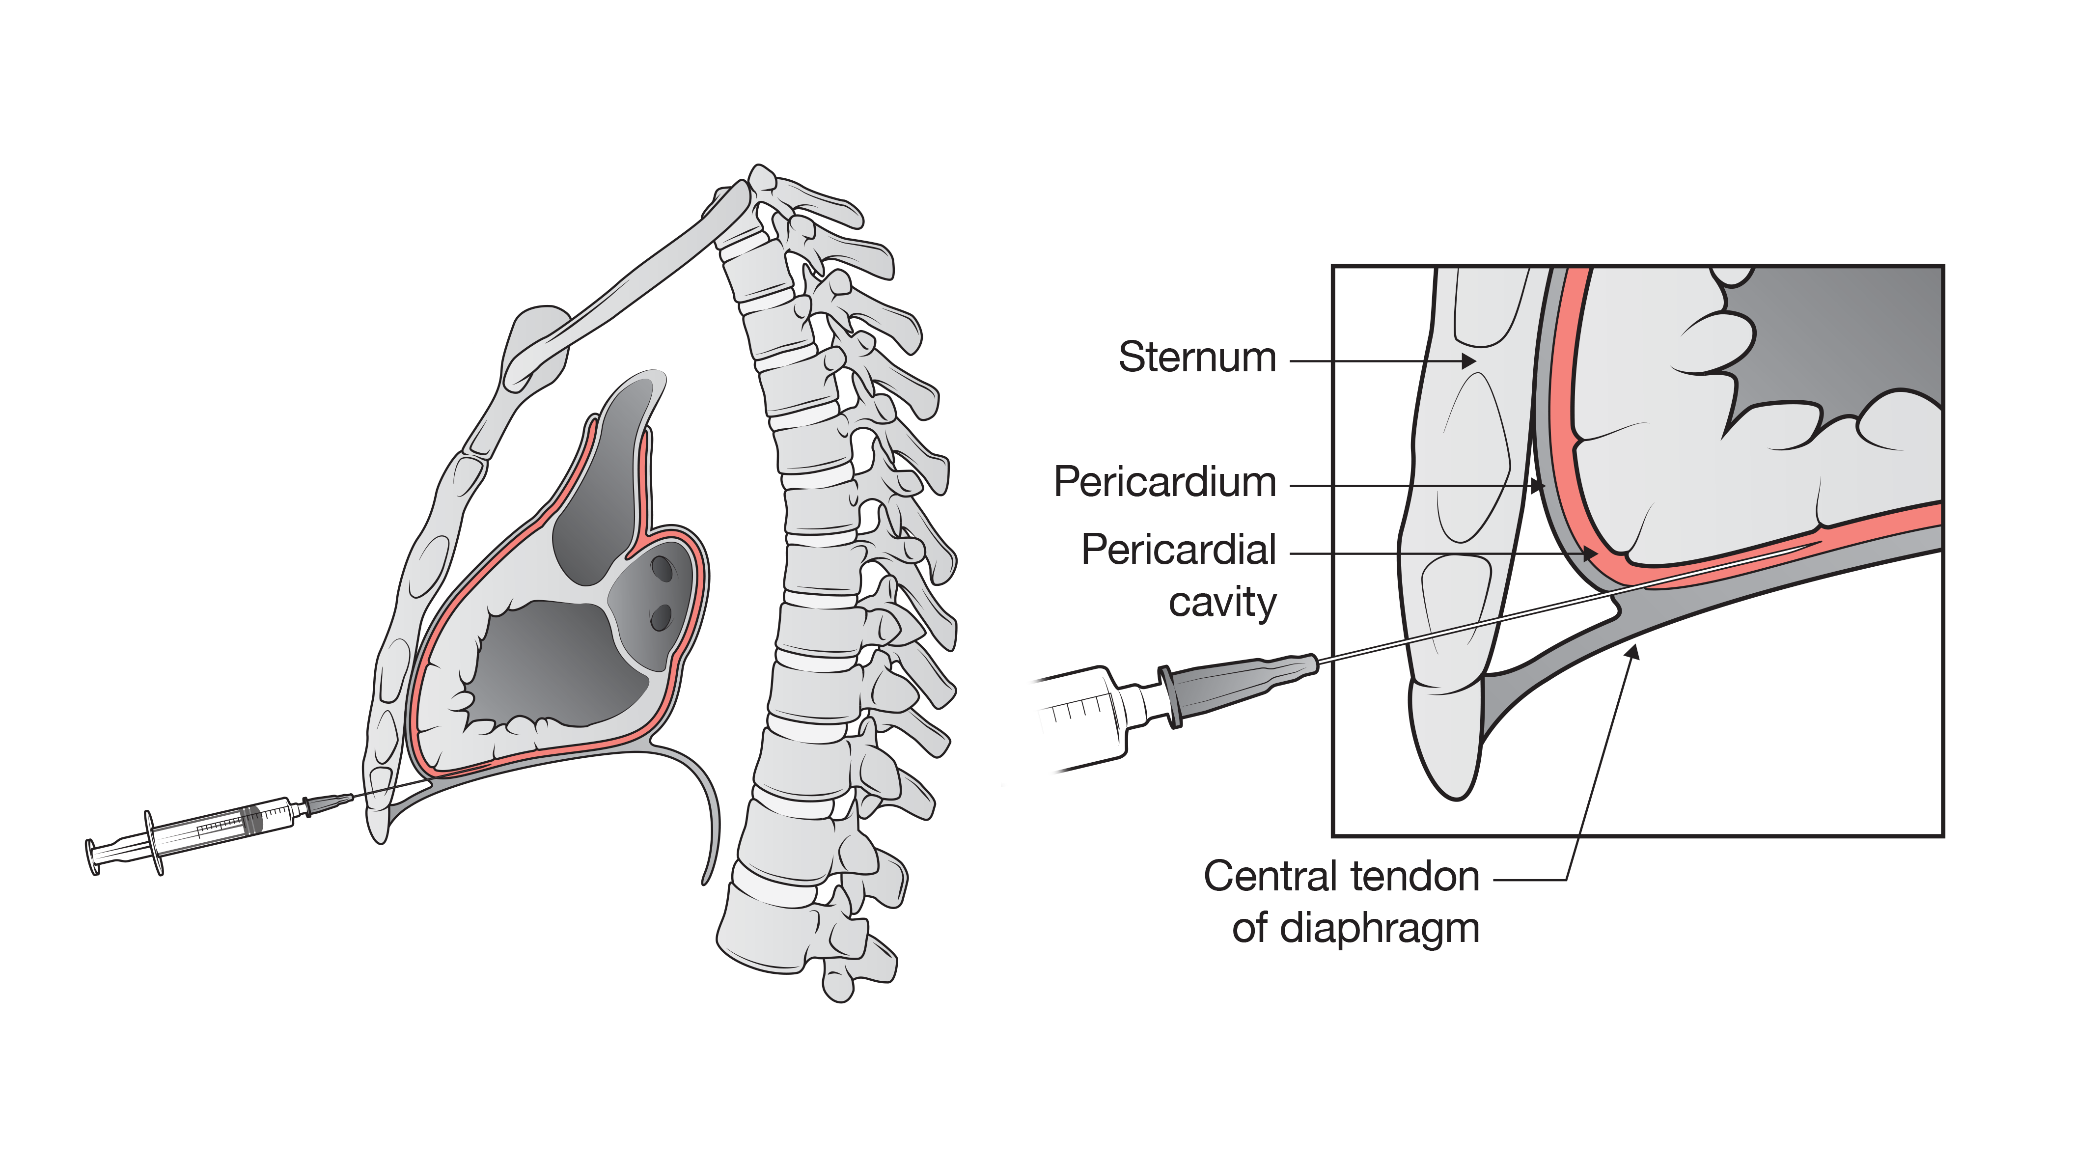 Sternum
Pericardium
Pericardial
cavity
Central tendon
of diaphragm